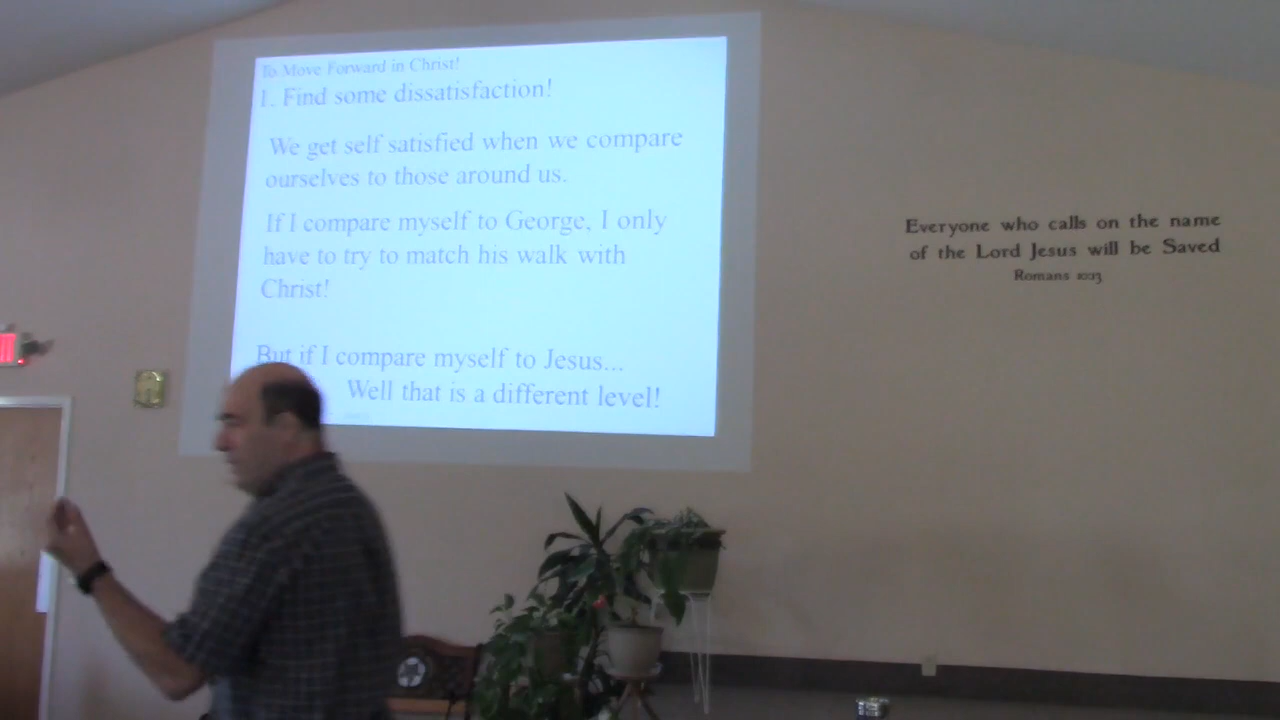 To Move Forward in Christ!
1. Find some dissatisfaction!
We get self satisfied when we compare
ourselves to those around us.
If I compare myself to George, I only
have to try to match his walk with
Christ!
But if I compare myself to Jesus...
Well that is a different level!
Everyone who calls on the name
of the Lord Jesus will be Saved
Romans 10:13